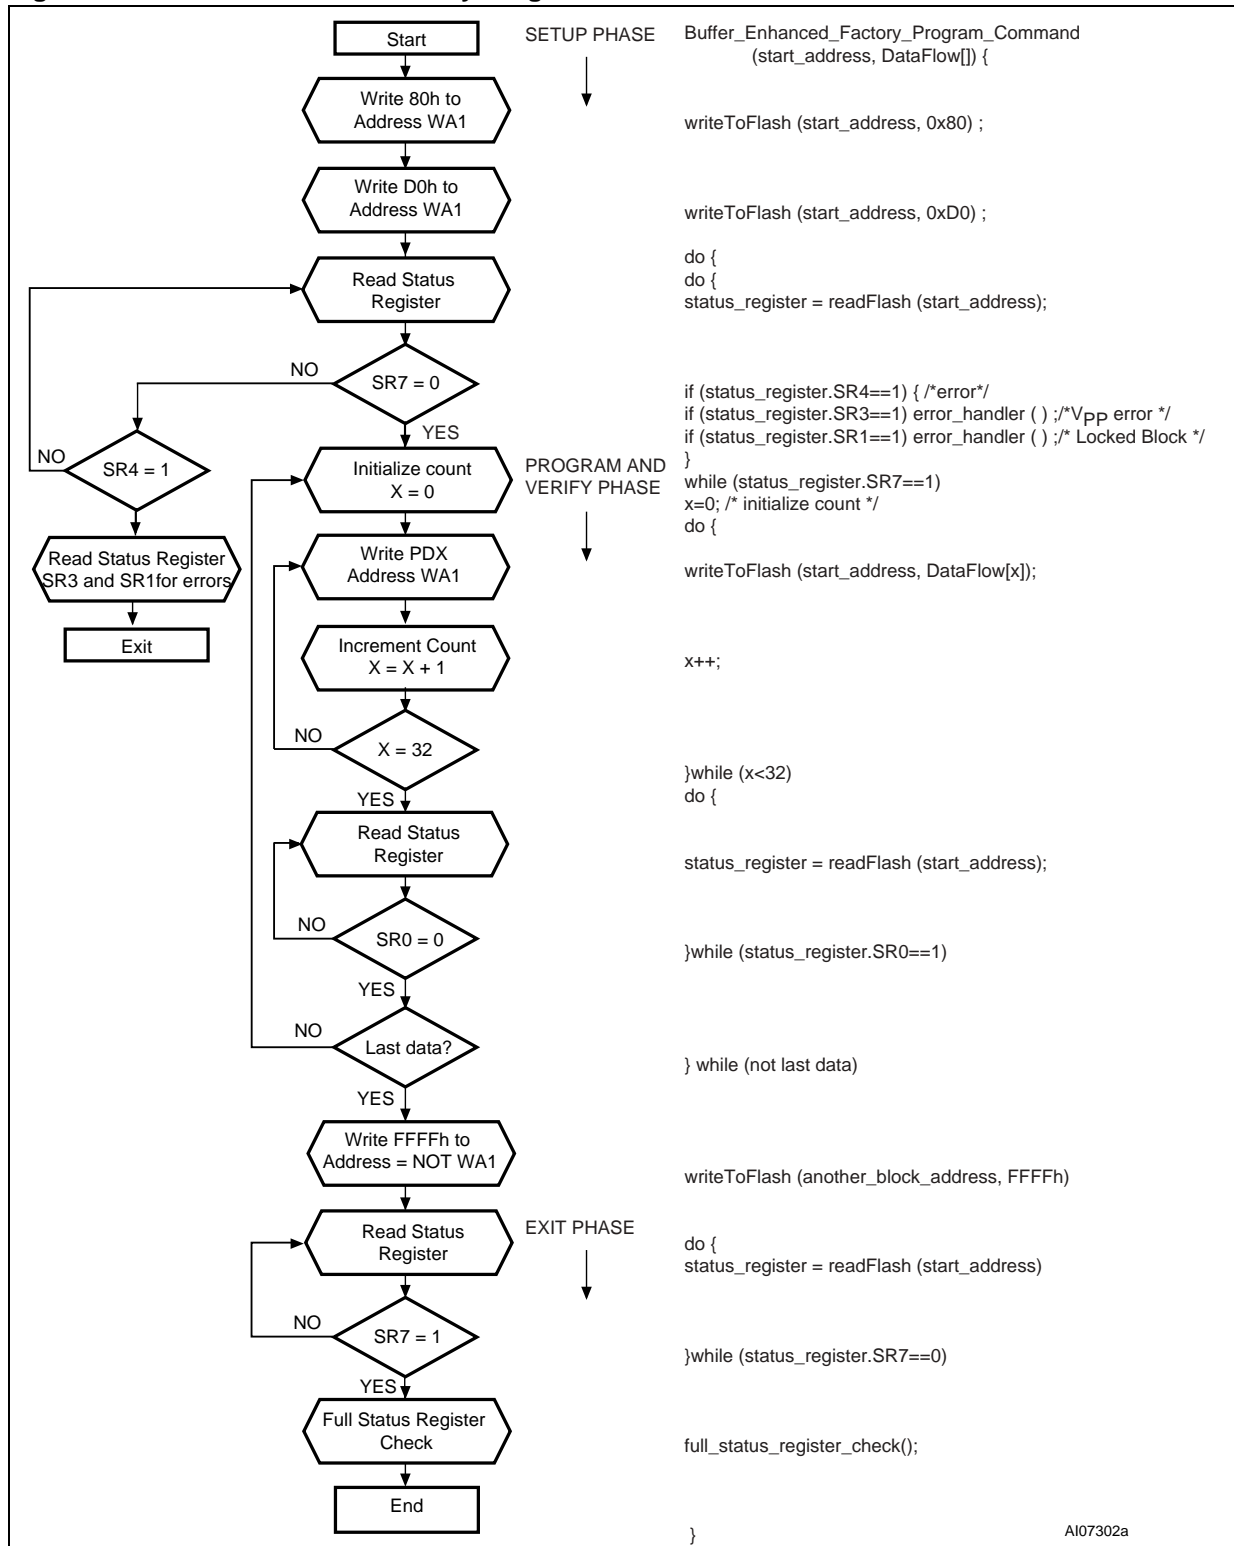 Start
SETUP PHASE
Buffer_Enhanced_Factory_Program_Command
(start_address, DataFlow[]) {
Write 80h to
Address WA1
writeToFlash (start_address, 0x80) ;
Write D0h to
Address WA1
writeToFlash (start_address, 0xD0) ;
do {
do {
status_register = readFlash (start_address);
Read Status
Register
NO
SR7 = 0
YES
if (status_register.SR4==1) { /*error*/
if (status_register.SR3==1) error_handler ( ) ;/*VPP error */
if (status_register.SR1==1) error_handler ( ) ;/* Locked Block */
}
while (status_register.SR7==1)
x=0; /* initialize count */
do {
NO
SR4 = 1
Initialize count
X = 0
PROGRAM AND
VERIFY PHASE
Read Status Register
SR3 and SR1for errors
Exit
Write PDX
Address WA1
writeToFlash (start_address, DataFlow[x]);
Increment Count
X = X + 1
x++;
NO
X = 32
YES
}while (x<32)
do {
Read Status
Register
status_register = readFlash (start_address);
NO
SR0 = 0
YES
}while (status_register.SR0==1)
NO
Last data?
YES
} while (not last data)
Write FFFFh to
Address = NOT WA1
writeToFlash (another_block_address, FFFFh)
Read Status
Register
EXIT PHASE
do {
status_register = readFlash (start_address)
NO
SR7 = 1
YES
}while (status_register.SR7==0)
Full Status Register
Check
full_status_register_check();
End
}
AI07302a